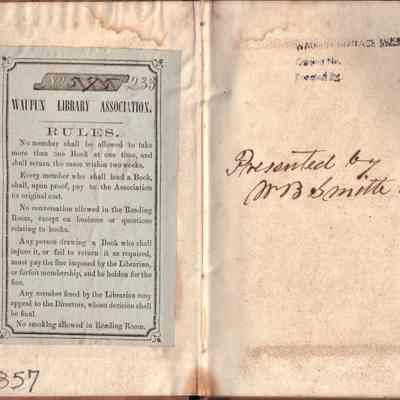 No. 233
WAUPUN LIBRARY ASSOCIATION.
RULES.
No member shall be allowed to take
more than one Book at one time, and
shall return the same within two weeks.
Every member who shall lend a Book,
shall, upon proof, pay to the Association
its original cost.
No conversation allowed in the Reading
Room, except on business or questions
relating to books.
Any person drawing a Book who shall
injure it, or fail to return it as required,
must pay the fine imposed by the Librarian,
or forfeit membership, and be holden for the
fine.
Any member fined by the Librarian may
appeal to the Directors, whose decision shall
be final.
No smoking allowed in Reading Room.
357
WAUPUN
No.
Presented by
W B Smith